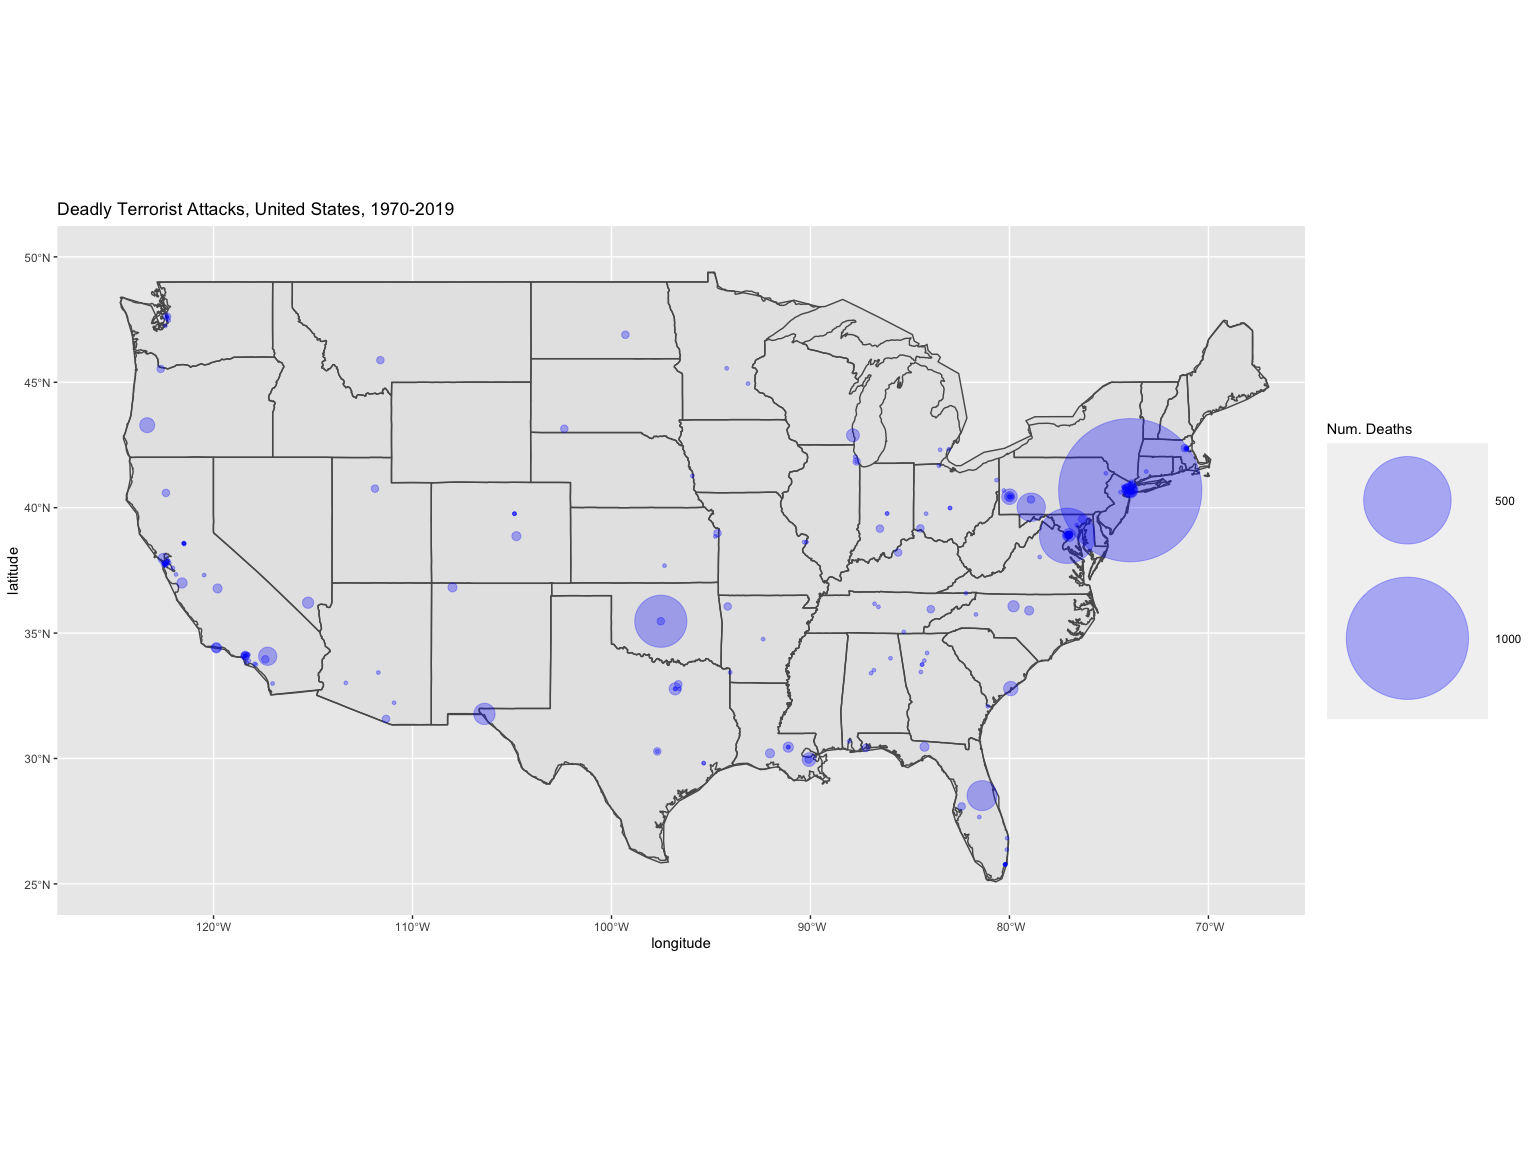 Deadly Terrorist Attacks, United States, 1970-2019
50°N
45°N
40°N
35°N
30°N
25°N
latitude
120°W
110°W
100°W
90°W
80°W
70°W
longitude
Num. Deaths
500
1000